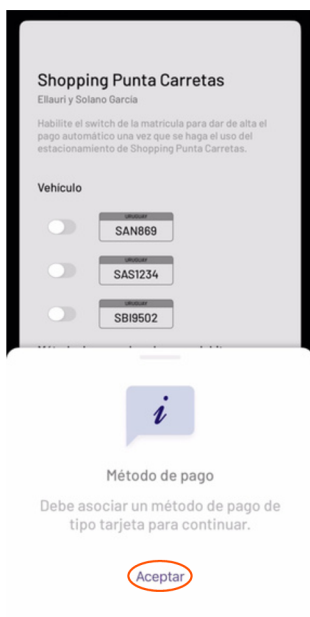 Shopping Punta Carretas
Ellauri y Solano García
Habilite el switch de la matrícula para dar de alta el
pago automático una vez que se haga el uso del
estacionamiento de Shopping Punta Carretas.
Vehículo
URUGUAY
SAN869
URUGUAY
SAS1234
URUGUAY
SBI9502
i
Método de pago
Debe asociar un método de pago de
tipo tarjeta para continuar.
Aceptar